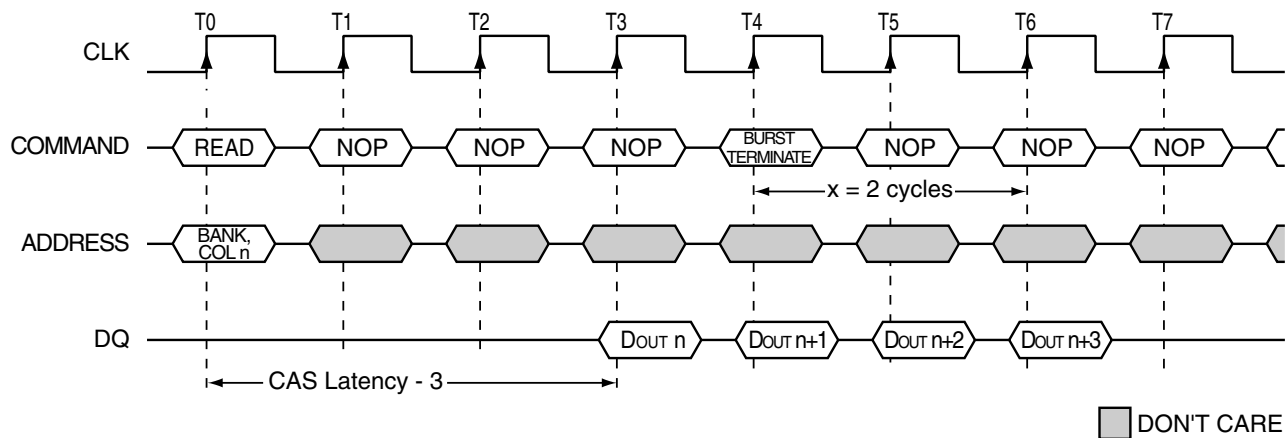 T0 T1 T2 T3 T4 T5 T6 T7
CLK
COMMAND READ NOP NOP NOP BURST TERMINATE NOP NOP NOP
x = 2 cycles
ADDRESS BANK, COL n
DQ DOUT n DOUT n+1 DOUT n+2 DOUT n+3
CAS Latency - 3
DON'T CARE